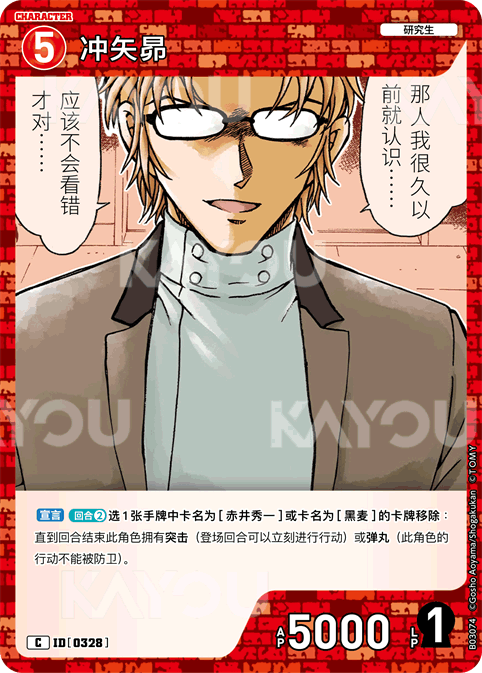 CHARACTER
5
冲矢昴
研究生
那人我很久以
前就认识……
应该不会看错
才对……
KAYOU
KAYOU
KAYOU
KAYOU
宣言 回合② 选1张手牌中卡名为[赤井秀一]或卡名为[黑麦]的卡牌移除：
直到回合结束此角色拥有突击（登场回合可以立刻进行行动）或弹丸（此角色的
行动不能被防卫）。
C ID[0328]
AP 5000
LP 1
B03074 ©Gosho Aoyama/Shogakukan ©TOMY